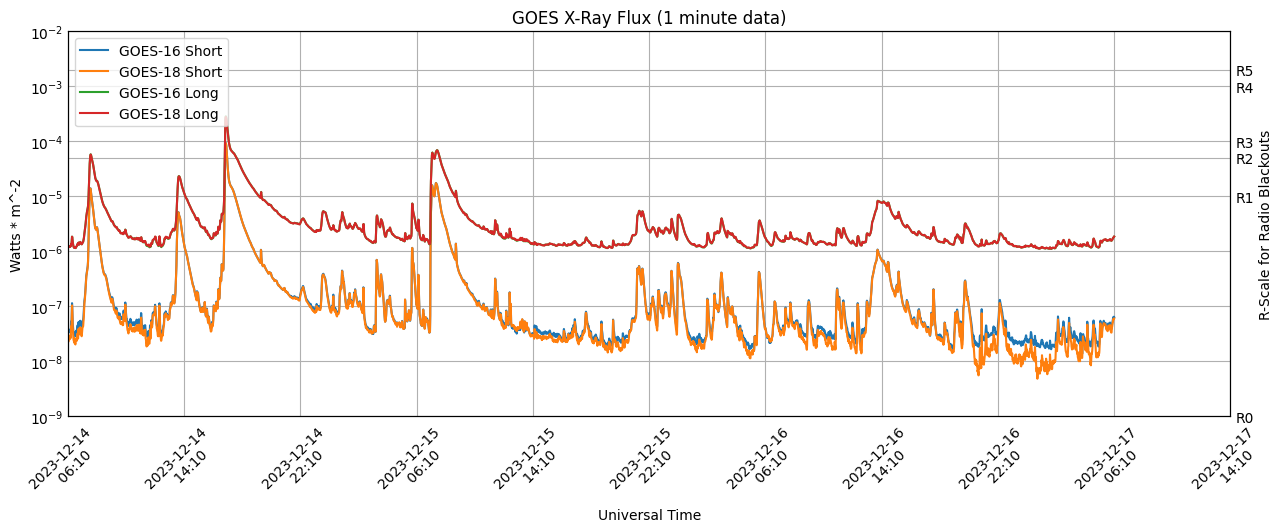 GOES X-Ray Flux (1 minute data)
GOES-16 Short
GOES-18 Short
GOES-16 Long
GOES-18 Long
Watts * m^-2
10^-2
10^-3
10^-4
10^-5
10^-6
10^-7
10^-8
10^-9
R5
R4
R3
R2
R1
R0
R-Scale for Radio Blackouts
2023-12-14
06:10
2023-12-14
14:10
2023-12-14
22:10
2023-12-15
06:10
2023-12-15
14:10
2023-12-15
22:10
2023-12-16
06:10
2023-12-16
14:10
2023-12-16
22:10
2023-12-17
06:10
2023-12-17
14:10
Universal Time